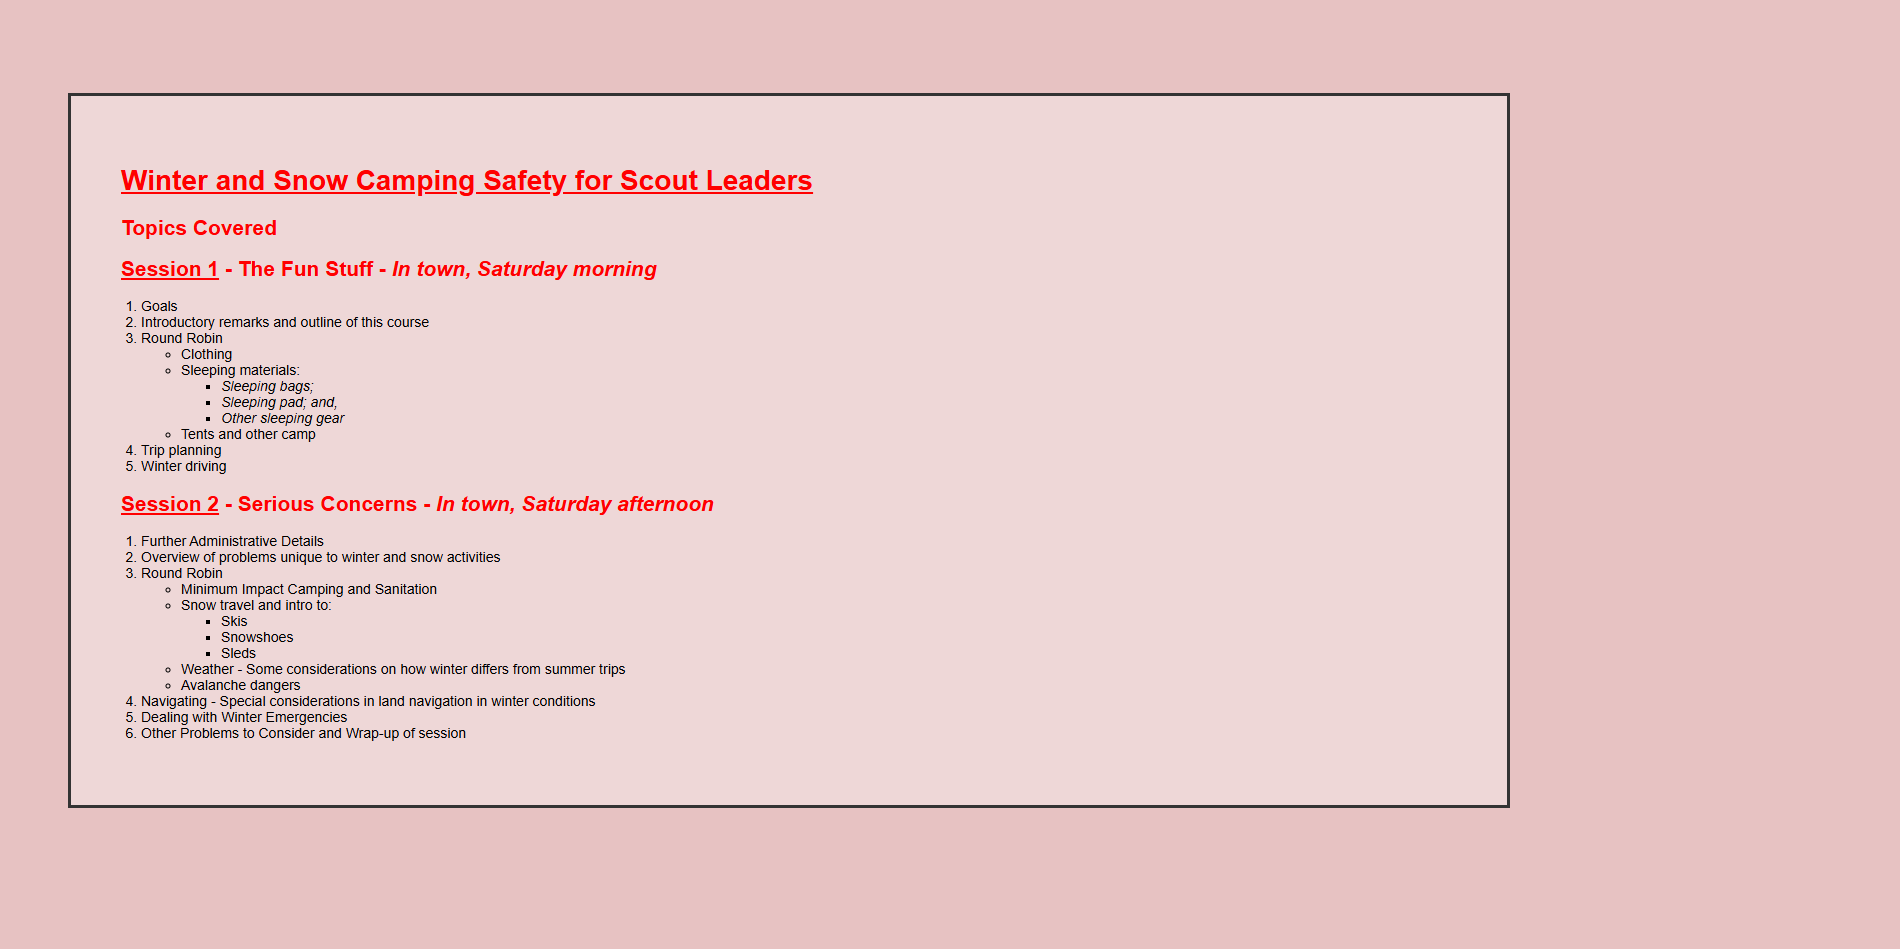 Winter and Snow Camping Safety for Scout Leaders
Topics Covered
Session 1 - The Fun Stuff - In town, Saturday morning
1. Goals
2. Introductory remarks and outline of this course
3. Round Robin
◦ Clothing
◦ Sleeping materials:
▪ Sleeping bags;
▪ Sleeping pad; and,
▪ Other sleeping gear
◦ Tents and other camp
4. Trip planning
5. Winter driving
Session 2 - Serious Concerns - In town, Saturday afternoon
1. Further Administrative Details
2. Overview of problems unique to winter and snow activities
3. Round Robin
◦ Minimum Impact Camping and Sanitation
◦ Snow travel and intro to:
▪ Skis
▪ Snowshoes
▪ Sleds
◦ Weather - Some considerations on how winter differs from summer trips
◦ Avalanche dangers
4. Navigating - Special considerations in land navigation in winter conditions
5. Dealing with Winter Emergencies
6. Other Problems to Consider and Wrap-up of session